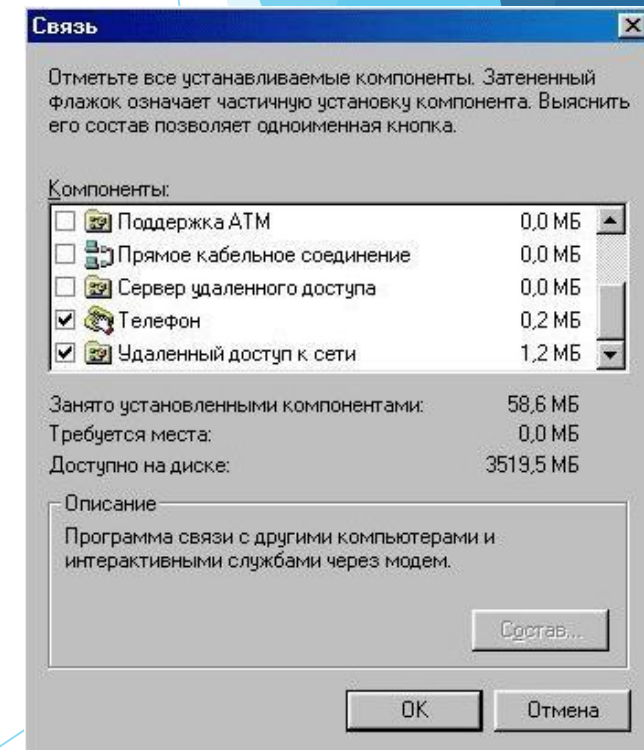 Связь
Отметьте все устанавливаемые компоненты. Затененный
флажок означает частичную установку компонента. Выяснить
его состав позволяет одноименная кнопка.
Компоненты:
Поддержка ATM 0,0 МБ
Прямое кабельное соединение 0,0 МБ
Сервер удаленного доступа 0,0 МБ
Телефон 0,2 МБ
Удаленный доступ к сети 1,2 МБ
Занято установленными компонентами: 58,6 МБ
Требуется места: 0,0 МБ
Доступно на диске: 3519,5 МБ
Описание
Программа связи с другими компьютерами и
интерактивными службами через модем.
Состав...
OK Отмена